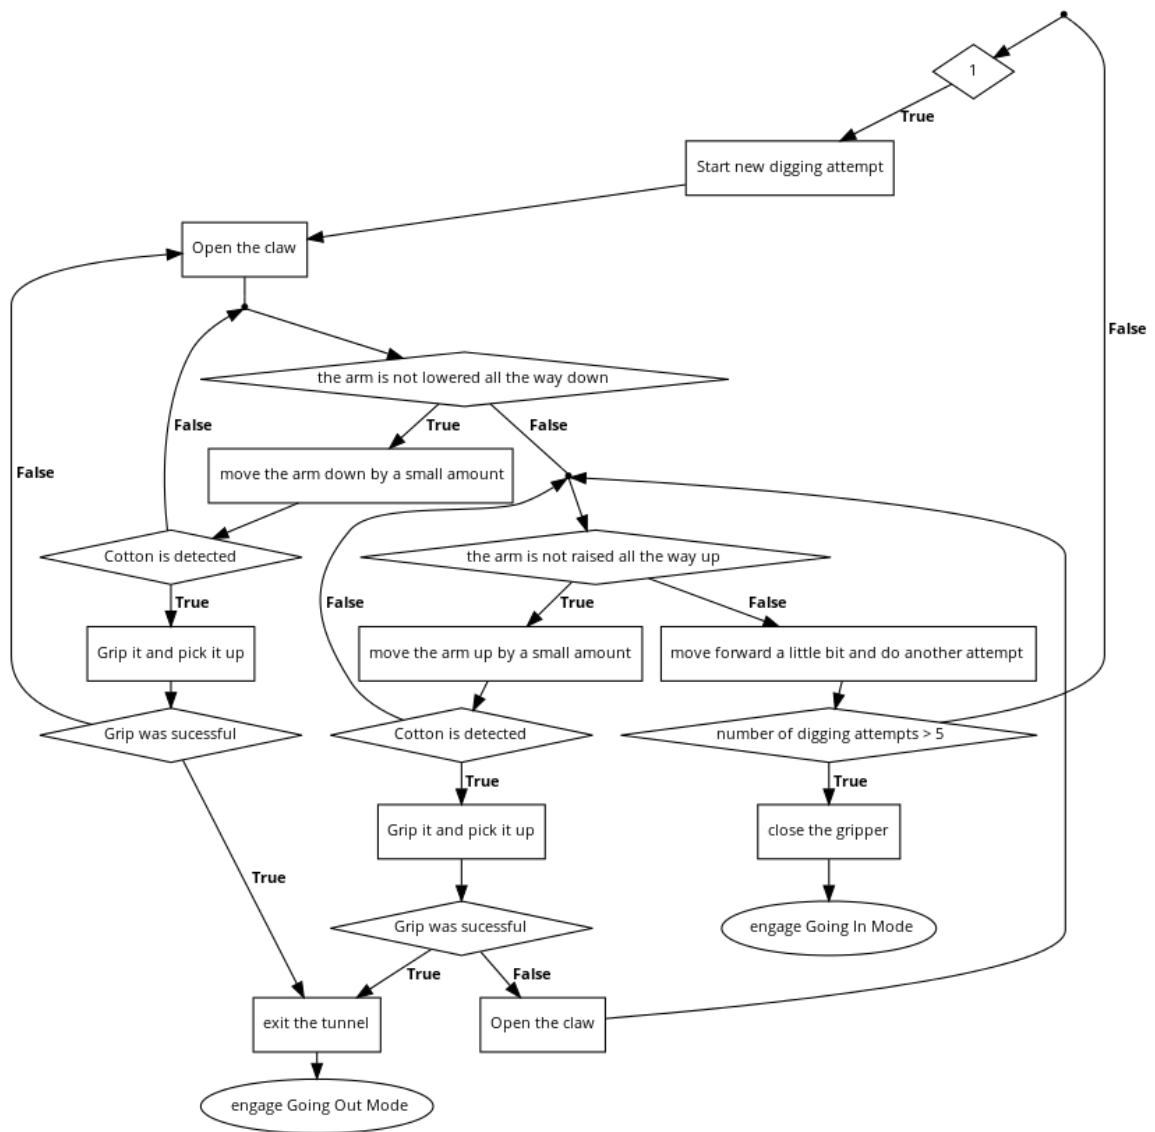 1
True
Start new digging attempt
Open the claw
False
the arm is not lowered all the way down
False
True
False
False
move the arm down by a small amount
Cotton is detected
the arm is not raised all the way up
True
False
True
False
Grip it and pick it up
move the arm up by a small amount
move forward a little bit and do another attempt
Grip was sucessful
Cotton is detected
number of digging attempts > 5
True
True
Grip it and pick it up
close the gripper
True
Grip was sucessful
engage Going In Mode
True
False
exit the tunnel
Open the claw
engage Going Out Mode